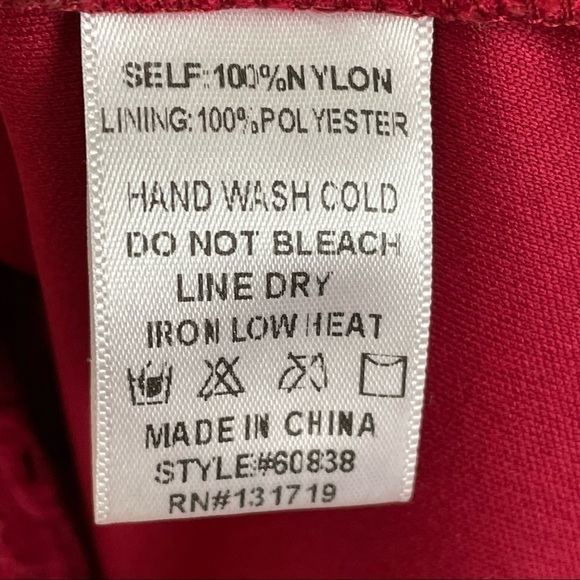 SELF:100%NYLON
LINING:100%POLYESTER
HAND WASH COLD
DO NOT BLEACH
LINE DRY
IRON LOW HEAT
MADE IN CHINA
STYLE#60838
RN#131719